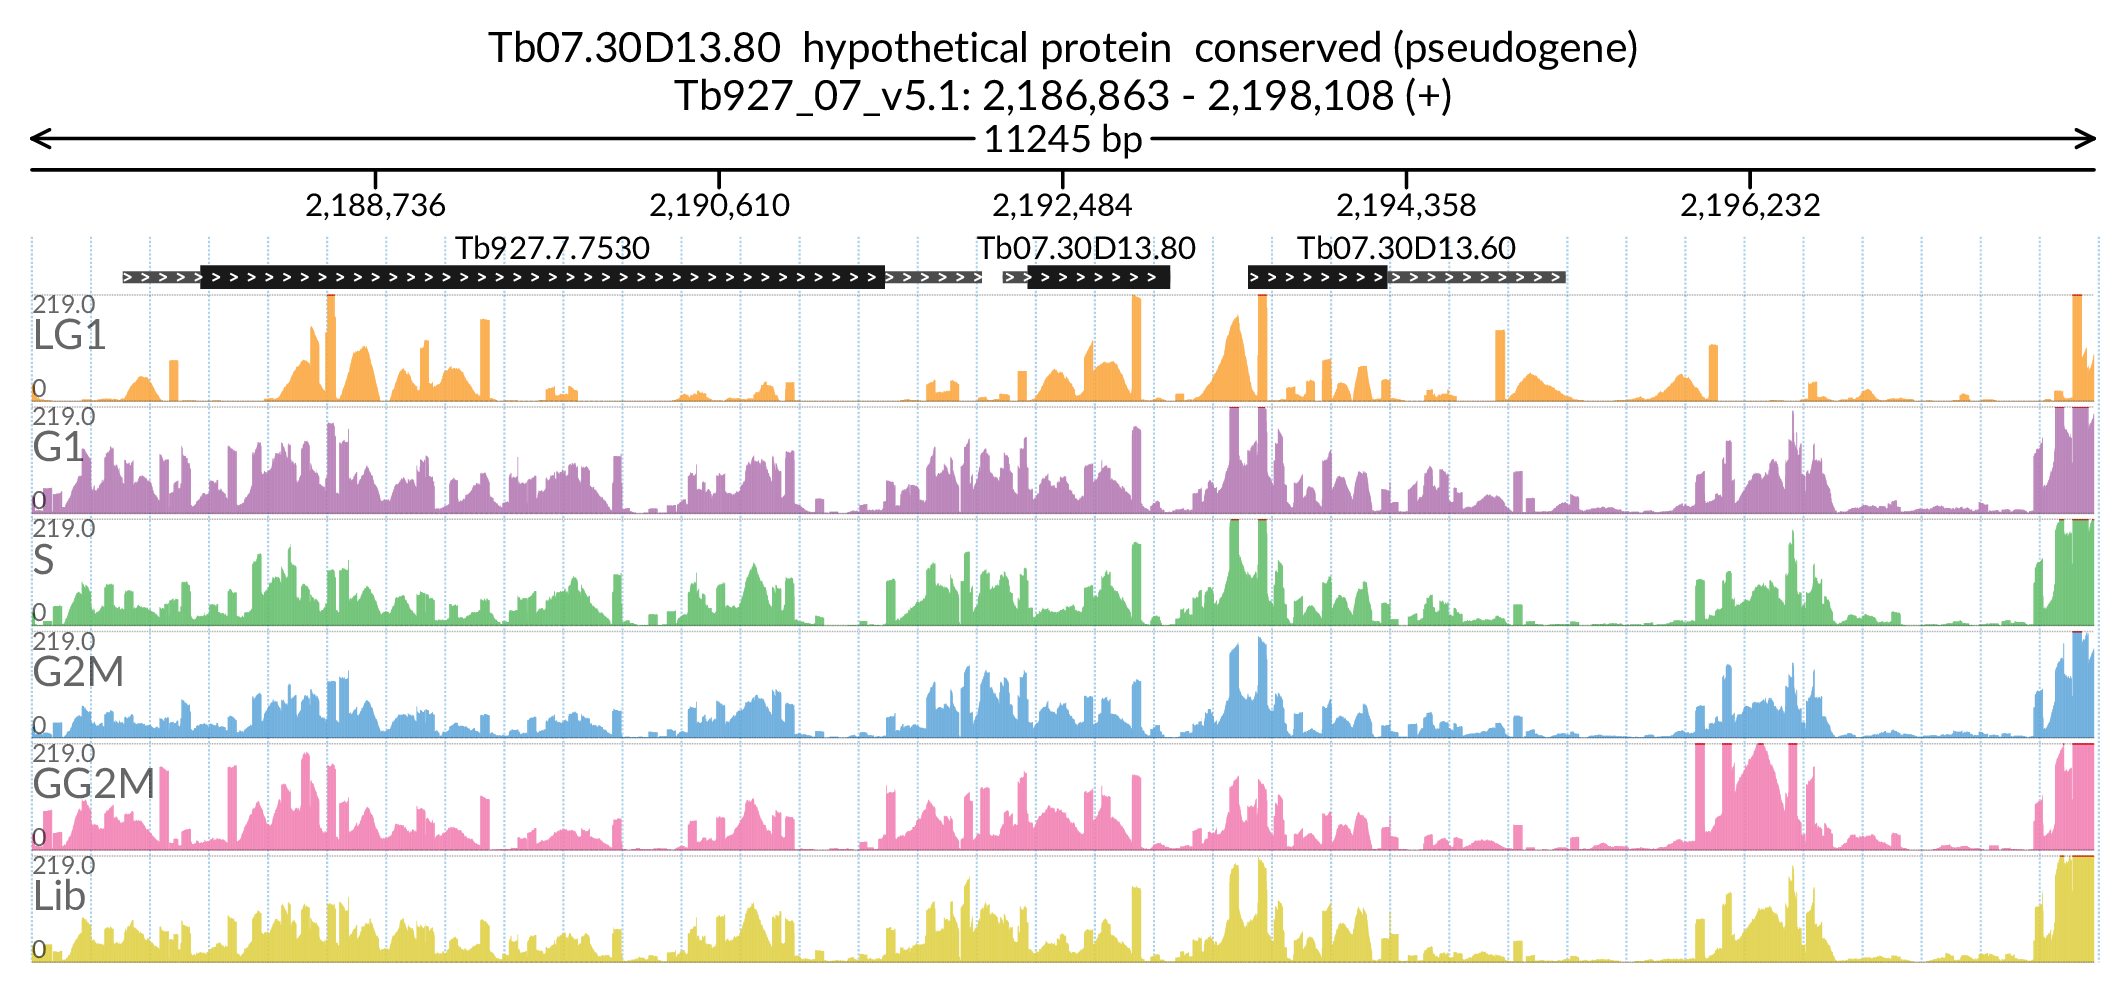 Tb07.30D13.80 hypothetical protein conserved (pseudogene)
Tb927_07_v5.1: 2,186,863 - 2,198,108 (+)
11245 bp
2,188,736 2,190,610 2,192,484 2,194,358 2,196,232
Tb927.7.7530 Tb07.30D13.80 Tb07.30D13.60
219.0
LG1
0
219.0
G1
0
219.0
S
0
219.0
G2M
0
219.0
GG2M
0
219.0
Lib
0